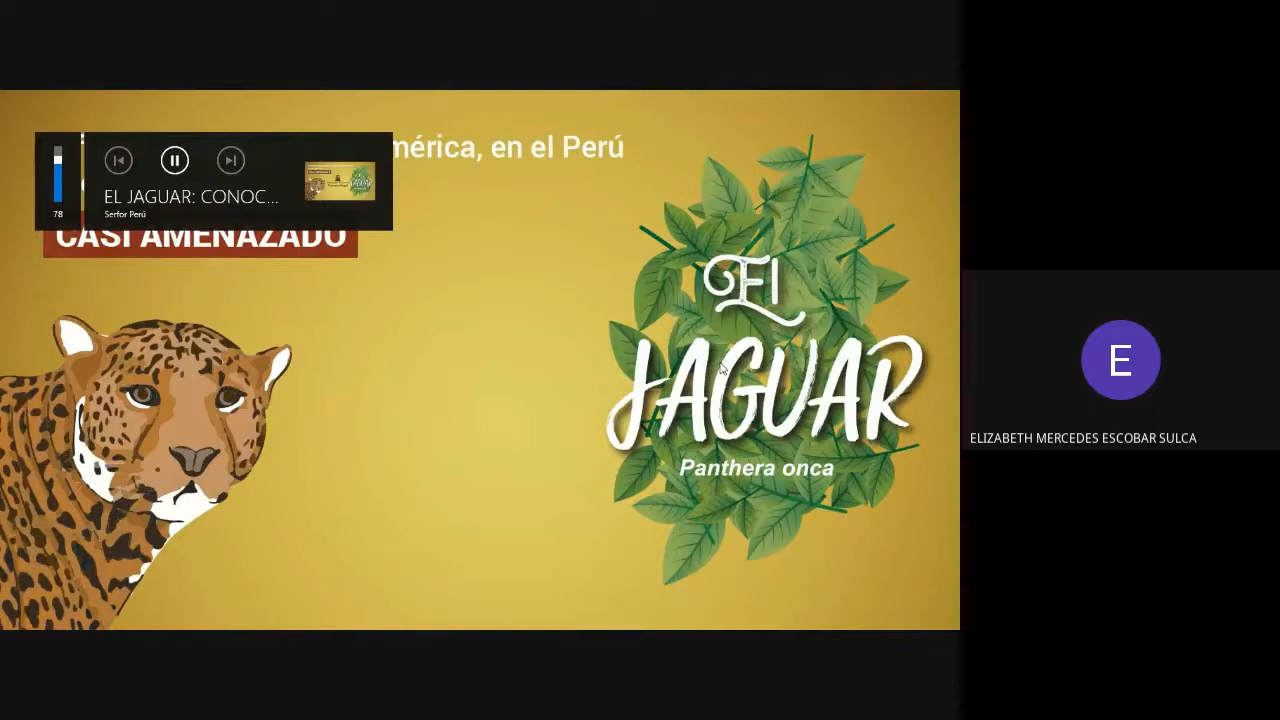 mérica, en el Perú
EL JAGUAR: CONOC...
Serfor Perú
78
CASI AMENAZADO
El
JAGUAR
Panthera onca
E
ELIZABETH MERCEDES ESCOBAR SULCA